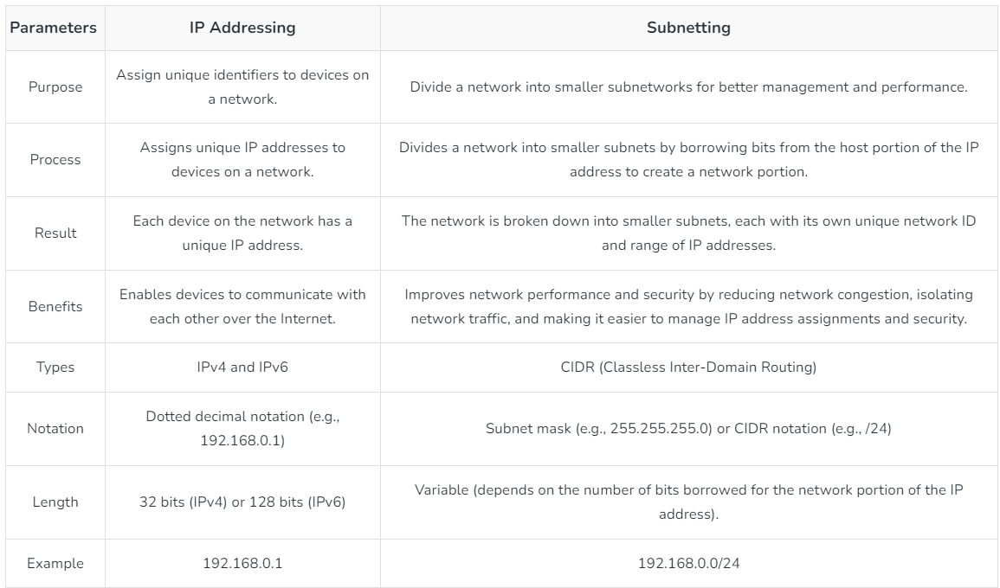 Parameters IP Addressing Subnetting
Purpose
Assign unique identifiers to devices on
a network.
Divide a network into smaller subnetworks for better management and performance.
Process
Assigns unique IP addresses to
devices on a network.
Divides a network into smaller subnets by borrowing bits from the host portion of the IP
address to create a network portion.
Result
Each device on the network has a
unique IP address.
The network is broken down into smaller subnets, each with its own unique network ID
and range of IP addresses.
Benefits
Enables devices to communicate with
each other over the Internet.
Improves network performance and security by reducing network congestion, isolating
network traffic, and making it easier to manage IP address assignments and security.
Types IPv4 and IPv6 CIDR (Classless Inter-Domain Routing)
Notation
Dotted decimal notation (e.g.,
192.168.0.1)
Subnet mask (e.g., 255.255.255.0) or CIDR notation (e.g., /24)
Length
32 bits (IPv4) or 128 bits (IPv6)
Variable (depends on the number of bits borrowed for the network portion of the IP
address).
Example 192.168.0.1 192.168.0.0/24